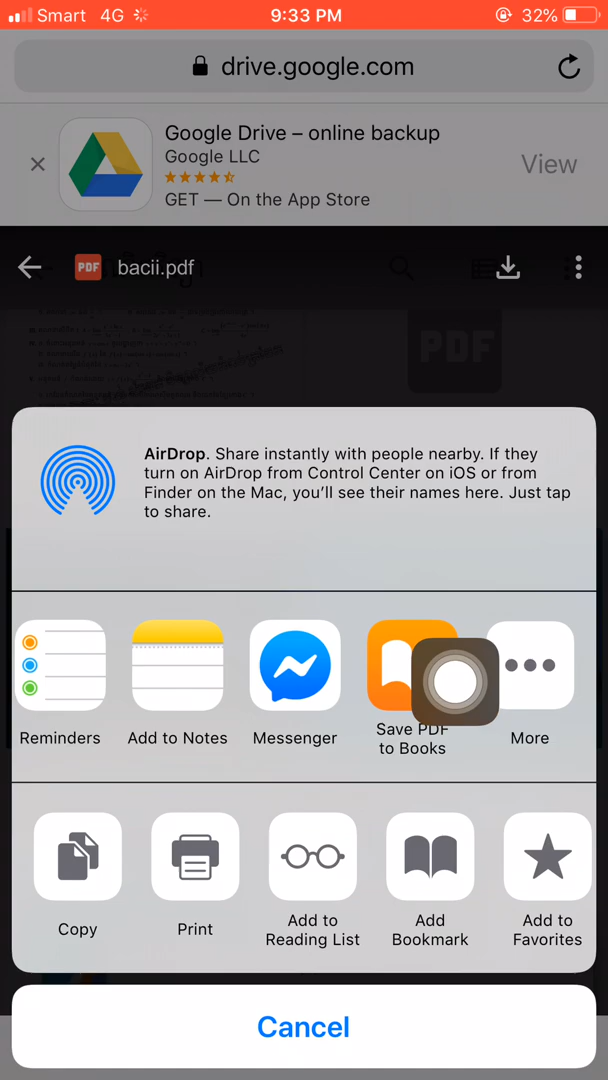 Smart 4G 9:33 PM 32%
drive.google.com
Google Drive – online backup
Google LLC
GET — On the App Store
View
PDF bacii.pdf
PDF
AirDrop. Share instantly with people nearby. If they
turn on AirDrop from Control Center on iOS or from
Finder on the Mac, you'll see their names here. Just tap
to share.
Reminders
Add to Notes
Messenger
Save PDF
to Books
More
Copy
Print
Add to
Reading List
Add
Bookmark
Add to
Favorites
Cancel